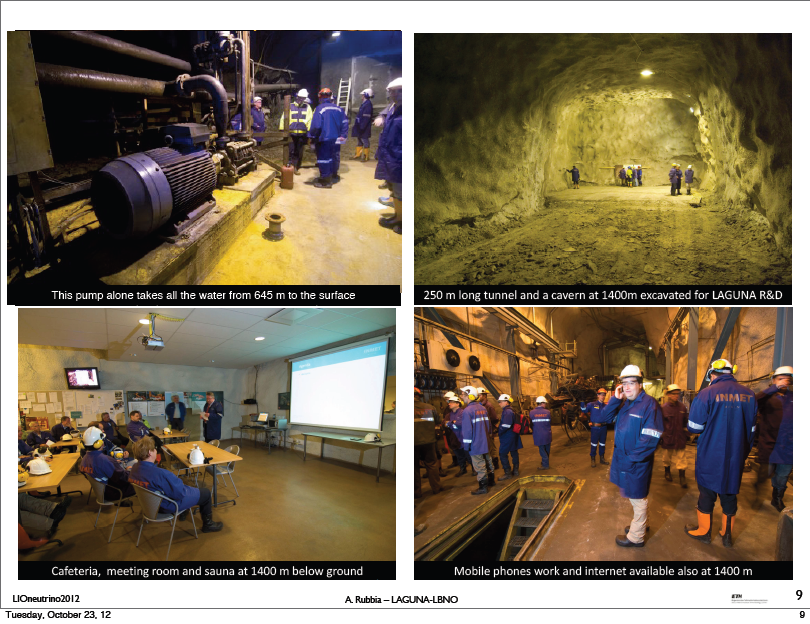 This pump alone takes all the water from 645 m to the surface
250 m long tunnel and a cavern at 1400m excavated for LAGUNA R&D
INMET
Cafeteria, meeting room and sauna at 1400 m below ground
Mobile phones work and internet available also at 1400 m
LIOneutrino2012
A. Rubbia – LAGUNA-LBNO
ETH
9
Tuesday, October 23, 12
9